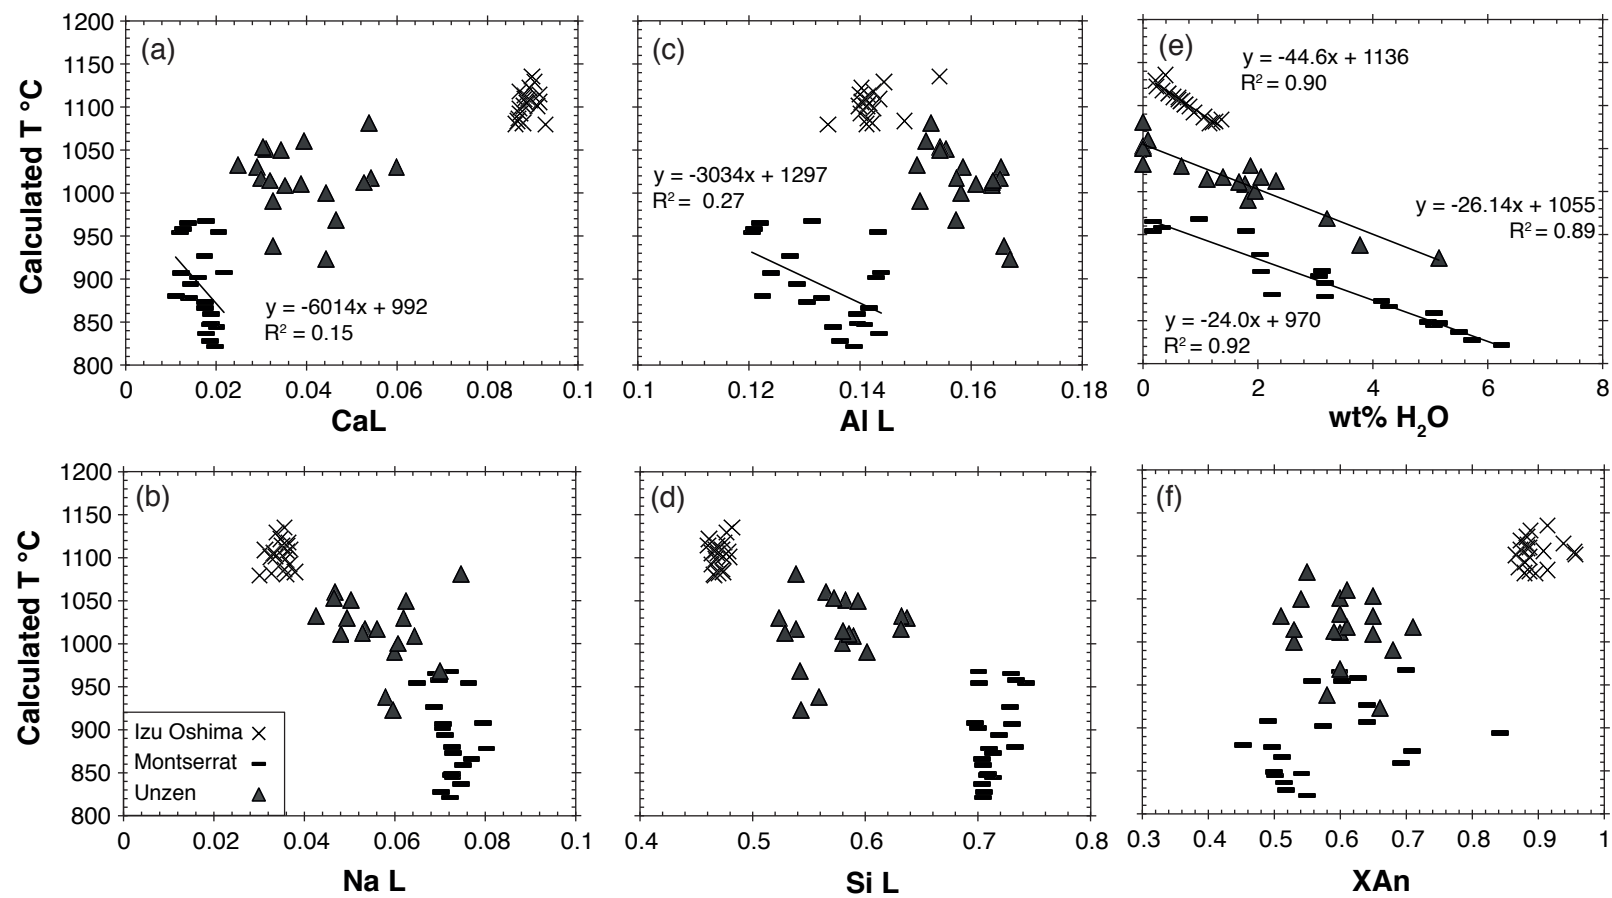 (a)
1200
1150
1100
1050
1000
950
900
850
800
Calculated T °C
y = -6014x + 992
R² = 0.15
0 0.02 0.04 0.06 0.08 0.1
CaL
(c)
y = -3034x + 1297
R² = 0.27
0.1 0.12 0.14 0.16 0.18
Al L
(e)
y = -44.6x + 1136
R² = 0.90
y = -26.14x + 1055
R² = 0.89
y = -24.0x + 970
R² = 0.92
0 2 4 6 8
wt% H₂O
(b)
1200
1150
1100
1050
1000
950
900
850
800
Calculated T °C
Izu Oshima
Montserrat
Unzen
0 0.02 0.04 0.06 0.08 0.1
Na L
(d)
0.4 0.5 0.6 0.7 0.8
Si L
(f)
0.3 0.4 0.5 0.6 0.7 0.8 0.9 1
XAn